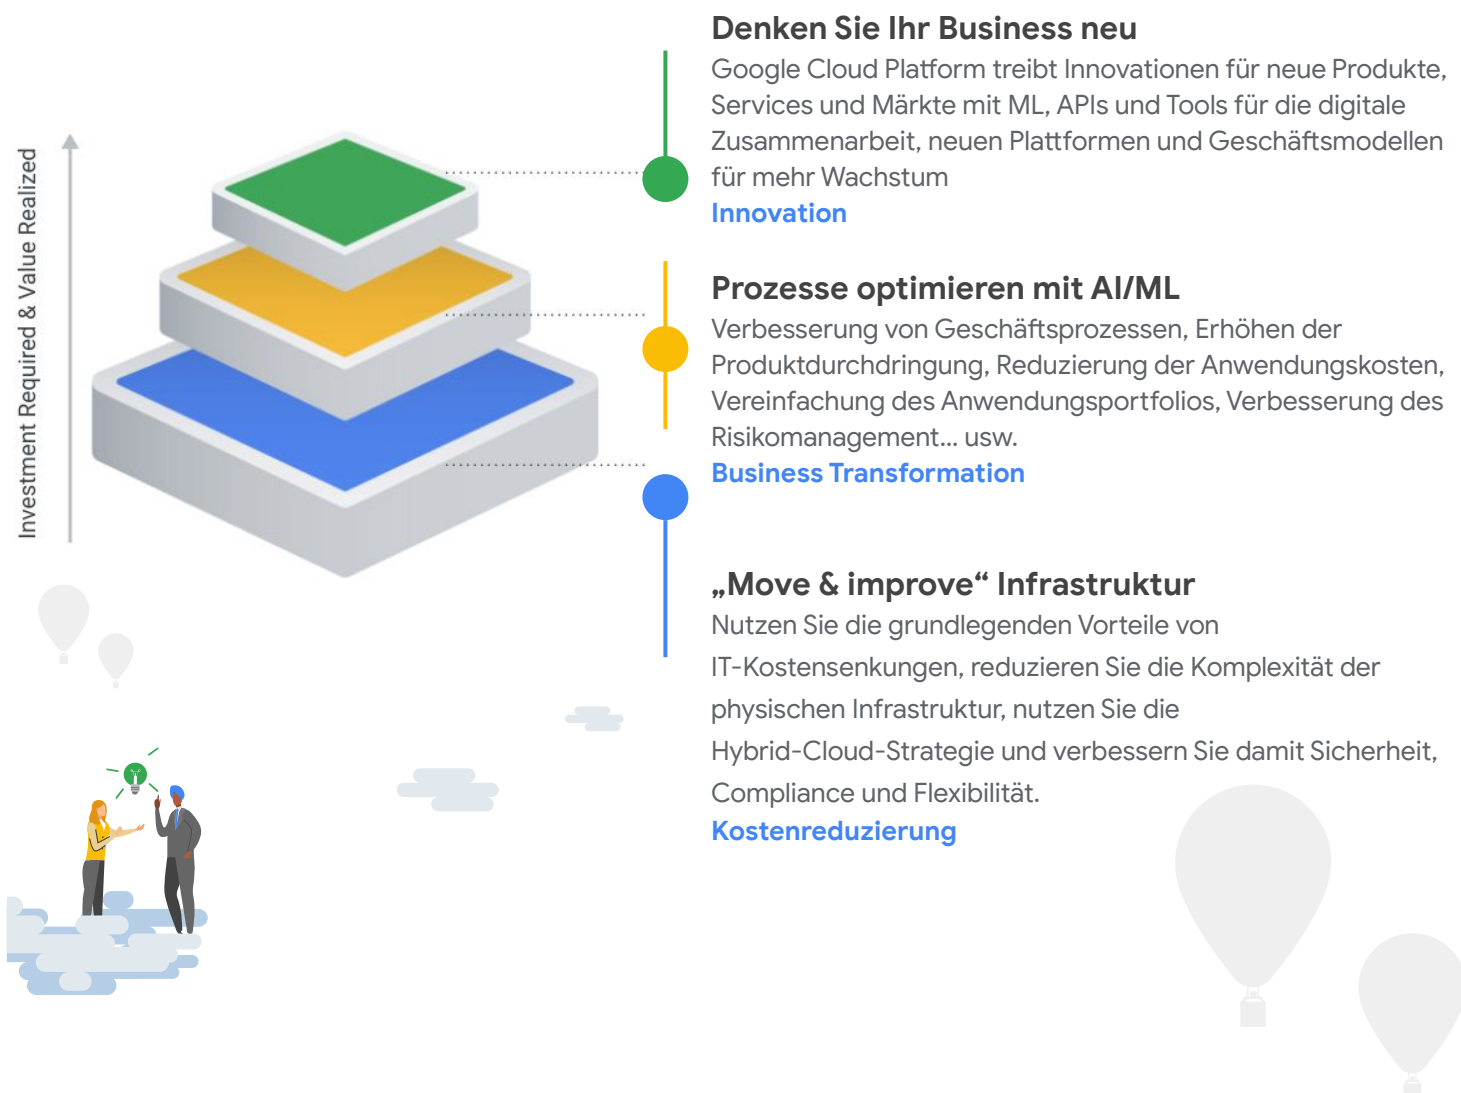 Investment Required & Value Realized
Denken Sie Ihr Business neu
Google Cloud Platform treibt Innovationen für neue Produkte,
Services und Märkte mit ML, APIs und Tools für die digitale
Zusammenarbeit, neuen Plattformen und Geschäftsmodellen
für mehr Wachstum
Innovation
Prozesse optimieren mit AI/ML
Verbesserung von Geschäftsprozessen, Erhöhen der
Produktdurchdringung, Reduzierung der Anwendungskosten,
Vereinfachung des Anwendungsportfolios, Verbesserung des
Risikomanagement... usw.
Business Transformation
„Move & improve“ Infrastruktur
Nutzen Sie die grundlegenden Vorteile von
IT-Kostensenkungen, reduzieren Sie die Komplexität der
physischen Infrastruktur, nutzen Sie die
Hybrid-Cloud-Strategie und verbessern Sie damit Sicherheit,
Compliance und Flexibilität.
Kostenreduzierung